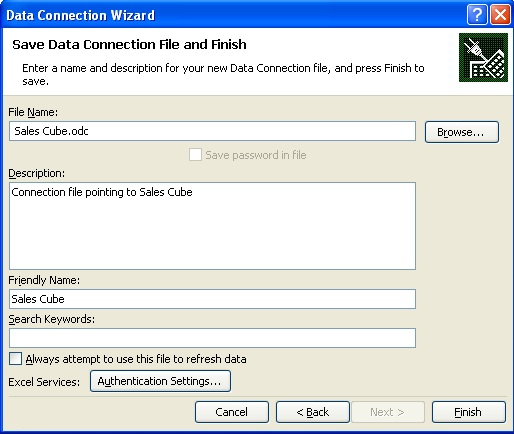 Data Connection Wizard
Save Data Connection File and Finish
Enter a name and description for your new Data Connection file, and press Finish to
save.
File Name:
Sales Cube.odc
Browse...
Save password in file
Description:
Connection file pointing to Sales Cube
Friendly Name:
Sales Cube
Search Keywords:
Always attempt to use this file to refresh data
Excel Services: Authentication Settings...
Cancel < Back Next > Finish